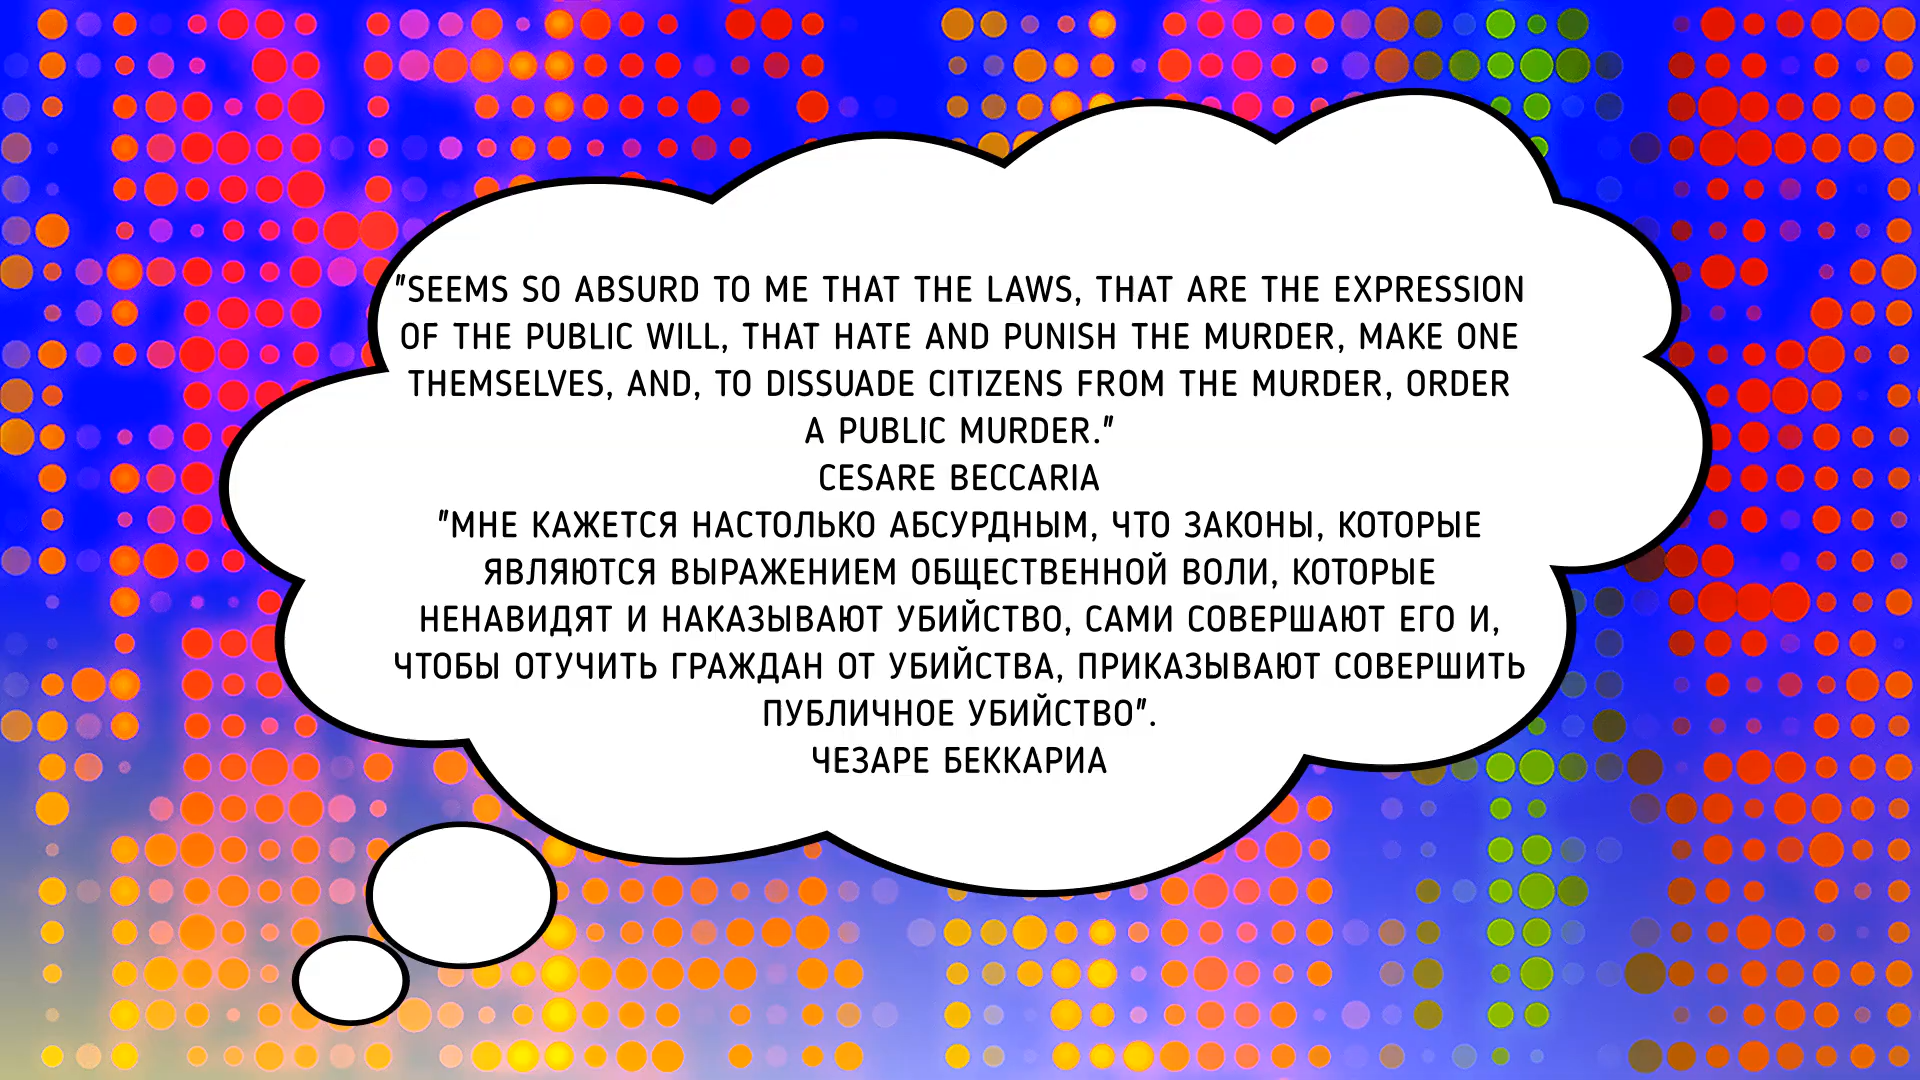 "SEEMS SO ABSURD TO ME THAT THE LAWS, THAT ARE THE EXPRESSION
OF THE PUBLIC WILL, THAT HATE AND PUNISH THE MURDER, MAKE ONE
THEMSELVES, AND, TO DISSUADE CITIZENS FROM THE MURDER, ORDER
A PUBLIC MURDER."
CESARE BECCARIA
"МНЕ КАЖЕТСЯ НАСТОЛЬКО АБСУРДНЫМ, ЧТО ЗАКОНЫ, КОТОРЫЕ
ЯВЛЯЮТСЯ ВЫРАЖЕНИЕМ ОБЩЕСТВЕННОЙ ВОЛИ, КОТОРЫЕ
НЕНАВИДЯТ И НАКАЗЫВАЮТ УБИЙСТВО, САМИ СОВЕРШАЮТ ЕГО И,
ЧТОБЫ ОТУЧИТЬ ГРАЖДАН ОТ УБИЙСТВА, ПРИКАЗЫВАЮТ СОВЕРШИТЬ
ПУБЛИЧНОЕ УБИЙСТВО".
ЧЕЗАРЕ БЕККАРИА